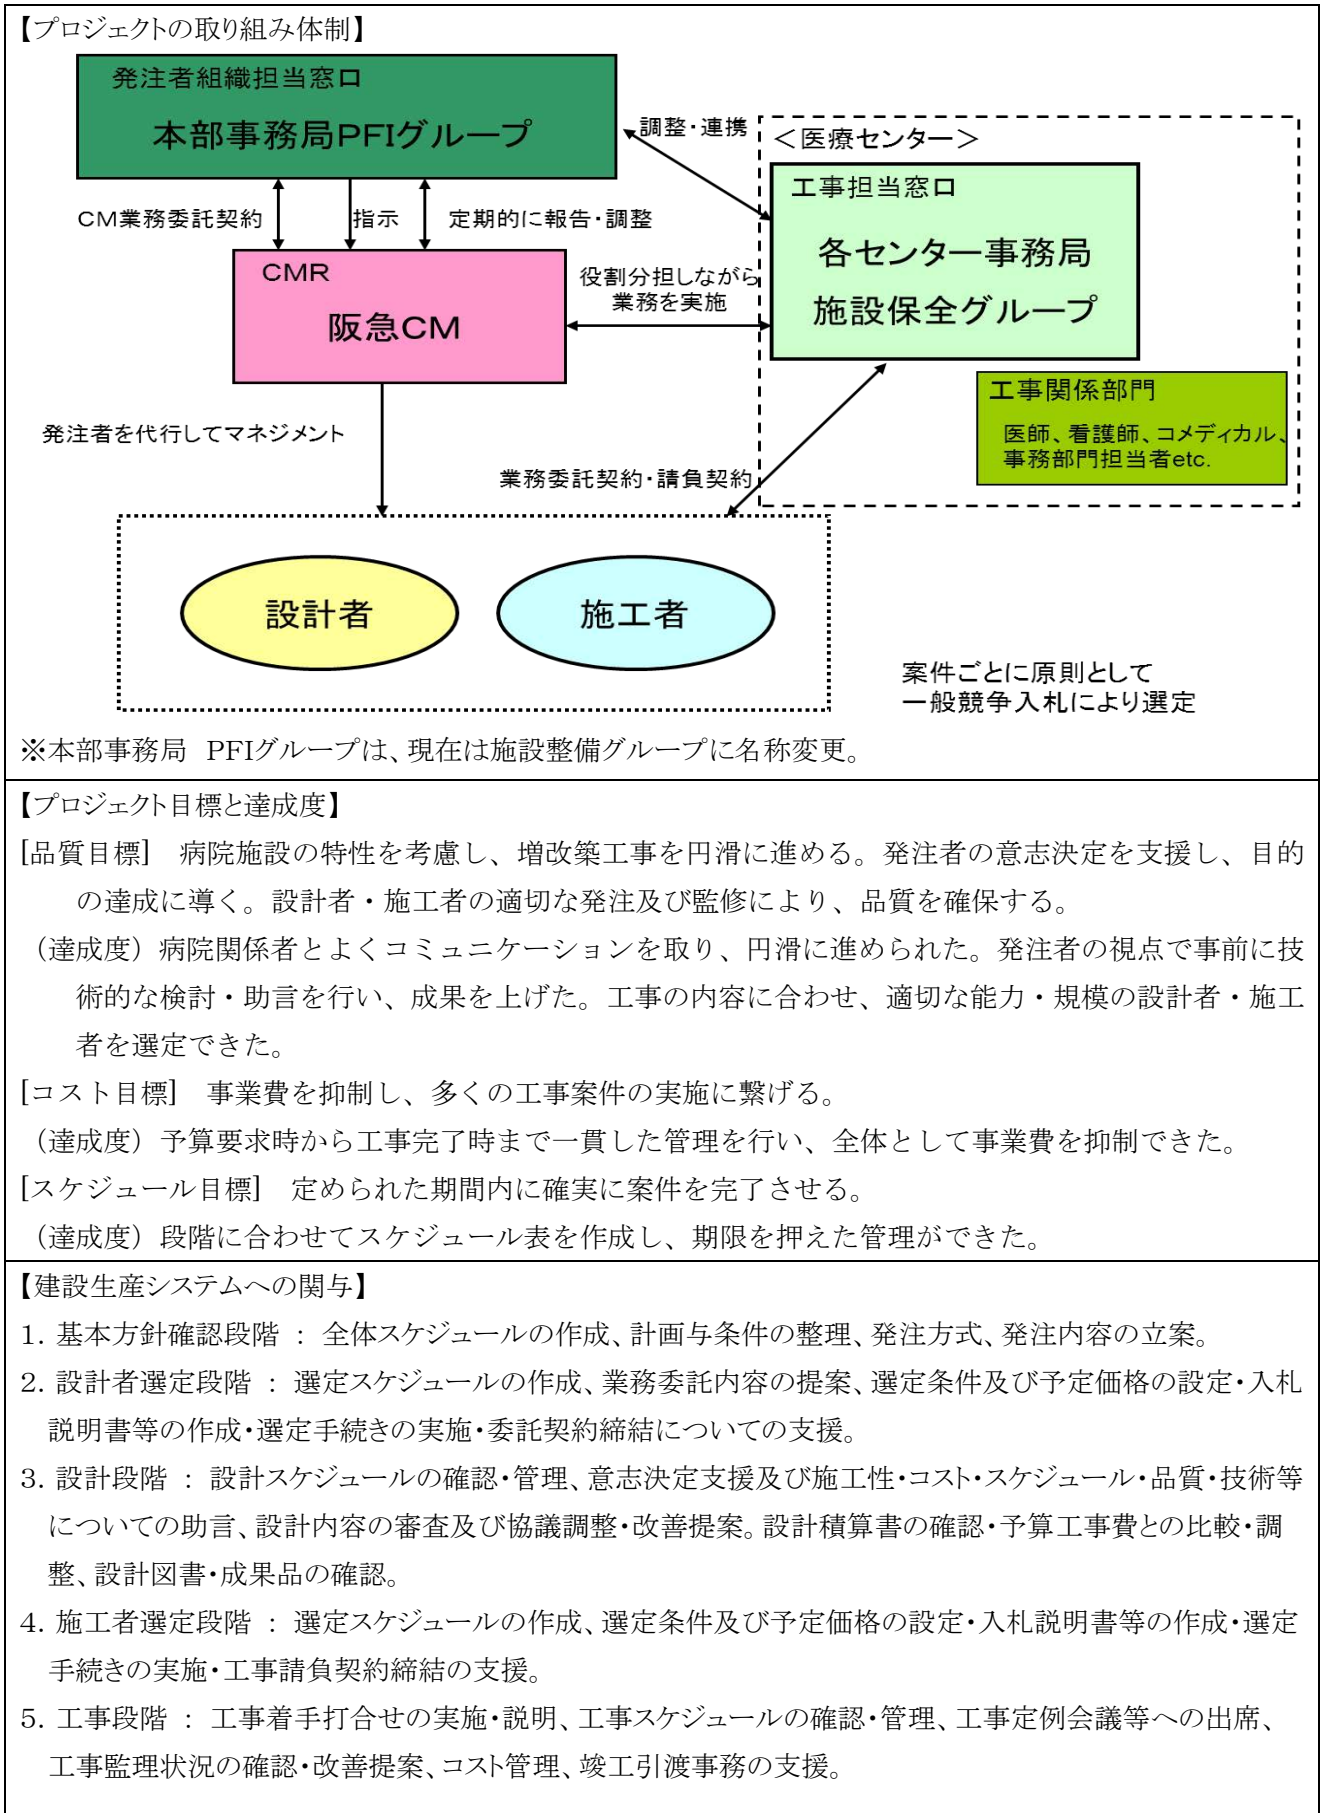 【プロジェクトの取り組み体制】
発注者組織担当窓口
本部事務局PFIグループ
調整・連携
＜医療センター＞
工事担当窓口
各センター事務局
施設保全グループ
CM業務委託契約
指示
定期的に報告・調整
CMR
阪急CM
役割分担しながら
業務を実施
工事関係部門
医師、看護師、コメディカル、
事務部門担当者etc.
発注者を代行してマネジメント
業務委託契約・請負契約
設計者
施工者
案件ごとに原則として
一般競争入札により選定
※本部事務局　PFIグループは、現在は施設整備グループに名称変更。
【プロジェクト目標と達成度】
[品質目標]　病院施設の特性を考慮し、増改築工事を円滑に進める。発注者の意志決定を支援し、目的
の達成に導く。設計者・施工者の適切な発注及び監修により、品質を確保する。
（達成度）病院関係者とよくコミュニケーションを取り、円滑に進められた。発注者の視点で事前に技
術的な検討・助言を行い、成果を上げた。工事の内容に合わせ、適切な能力・規模の設計者・施工
者を選定できた。
[コスト目標]　事業費を抑制し、多くの工事案件の実施に繋げる。
（達成度）予算要求時から工事完了時まで一貫した管理を行い、全体として事業費を抑制できた。
[スケジュール目標]　定められた期間内に確実に案件を完了させる。
（達成度）段階に合わせてスケジュール表を作成し、期限を押えた管理ができた。
【建設生産システムへの関与】
1. 基本方針確認段階 ： 全体スケジュールの作成、計画与条件の整理、発注方式、発注内容の立案。
2. 設計者選定段階 ： 選定スケジュールの作成、業務委託内容の提案、選定条件及び予定価格の設定・入札
説明書等の作成・選定手続きの実施・委託契約締結についての支援。
3. 設計段階 ： 設計スケジュールの確認・管理、意志決定支援及び施工性・コスト・スケジュール・品質・技術等
についての助言、設計内容の審査及び協議調整・改善提案。設計積算書の確認・予算工事費との比較・調
整、設計図書・成果品の確認。
4. 施工者選定段階 ： 選定スケジュールの作成、選定条件及び予定価格の設定・入札説明書等の作成・選定
手続きの実施・工事請負契約締結の支援。
5. 工事段階 ： 工事着手打合せの実施・説明、工事スケジュールの確認・管理、工事定例会議等への出席、
工事監理状況の確認・改善提案、コスト管理、竣工引渡事務の支援。